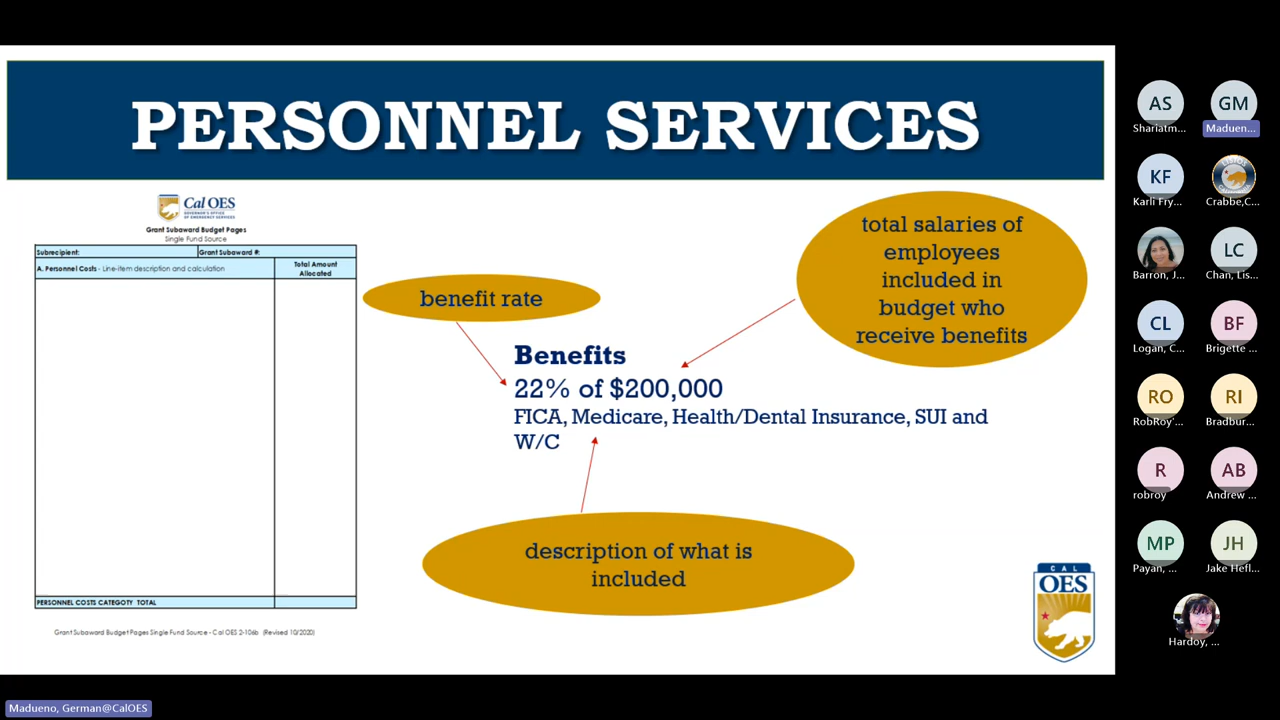 PERSONNEL SERVICES
Cal OES
GOVERNOR'S OFFICE
OF EMERGENCY SERVICES
Grant Subaward Budget Pages
Single Fund Source
Subrecipient:
Grant Subaward #:
A. Personnel Costs - Line-item description and calculation
Total Amount
Allocated
PERSONNEL COSTS CATEGOTY TOTAL
Grant Subaward Budget Pages Single Fund Source - Cal OES 2-106b (Revised 10/2020)
benefit rate
total salaries of
employees
included in
budget who
receive benefits
Benefits
22% of $200,000
FICA, Medicare, Health/Dental Insurance, SUI and
W/C
description of what is
included
CAL
OES
AS
Shariatm...
GM
Maduen...
KF
Karli Fry...
Crabbe,C...
Barron, J...
LC
Chan, Lis...
CL
Logan, C...
BF
Brigette ...
RO
RobRoy'...
RI
Bradbur...
R
robroy
AB
Andrew ...
MP
Payan, ...
JH
Jake Hefl...
Hardoy, ...
Madueno, German@CalOES